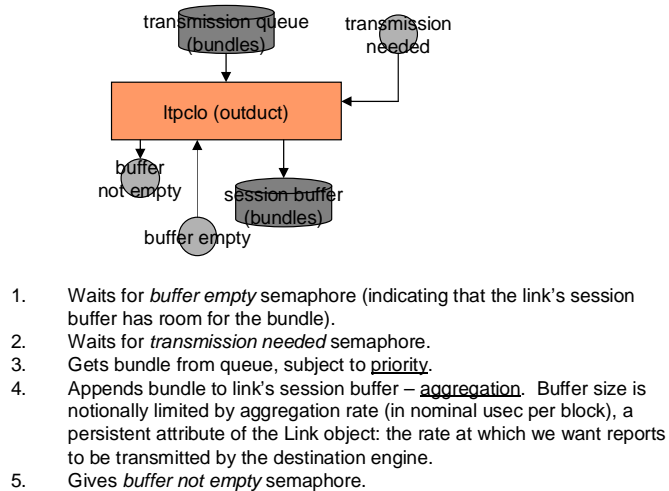 transmission queue
(bundles)
transmission
needed
ltpclo (outduct)
buffer
not empty
session buffer
(bundles)
buffer empty
1. Waits for buffer empty semaphore (indicating that the link's session
buffer has room for the bundle).
2. Waits for transmission needed semaphore.
3. Gets bundle from queue, subject to priority.
4. Appends bundle to link's session buffer – aggregation. Buffer size is
notionally limited by aggregation rate (in nominal usec per block), a
persistent attribute of the Link object: the rate at which we want reports
to be transmitted by the destination engine.
5. Gives buffer not empty semaphore.